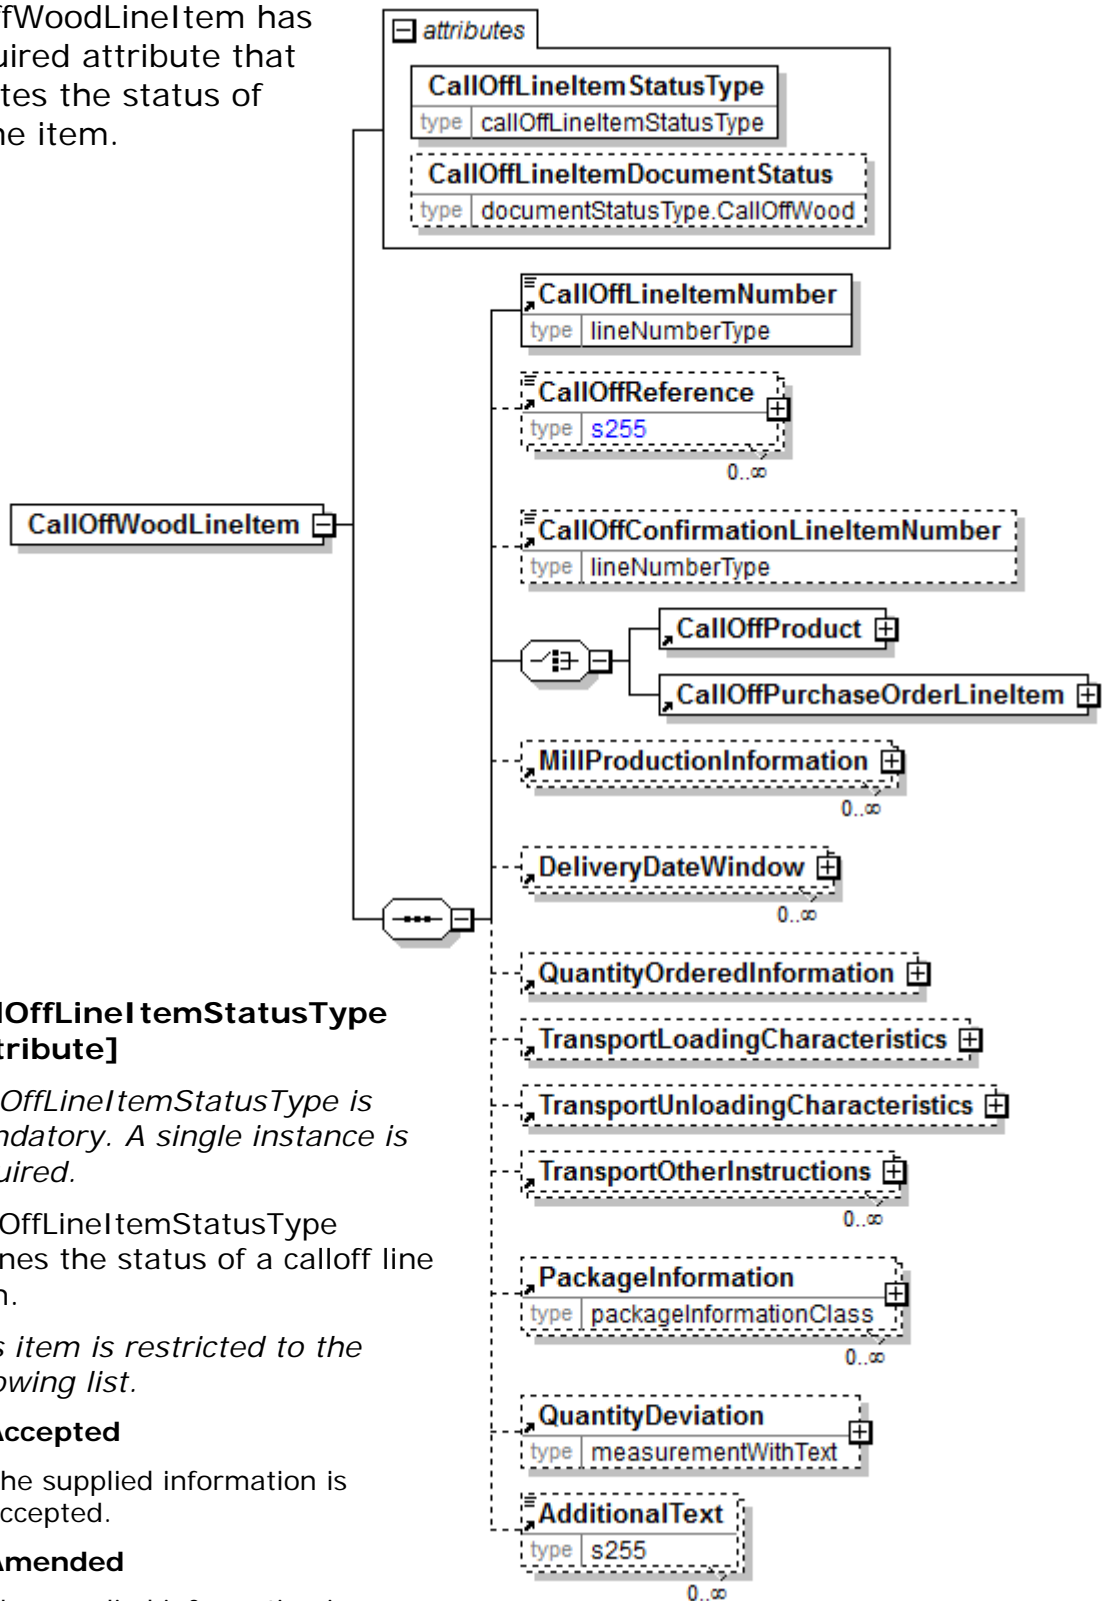 ffWoodLineItem has
uired attribute that
tes the status of
ne item.
attributes
CallOffLineItemStatusType
type callOffLineItemStatusType
CallOffLineItemDocumentStatus
type documentStatusType.CallOffWood
CallOffLineItemNumber
type lineNumberType
CallOffReference
type s255
0..∞
CallOffWoodLineItem
CallOffConfirmationLineItemNumber
type lineNumberType
CallOffProduct
CallOffPurchaseOrderLineItem
MillProductionInformation
0..∞
DeliveryDateWindow
0..∞
QuantityOrderedInformation
TransportLoadingCharacteristics
TransportUnloadingCharacteristics
TransportOtherInstructions
0..∞
PackageInformation
type packageInformationClass
0..∞
QuantityDeviation
type measurementWithText
AdditionalText
type s255
0..∞
lOffLineItemStatusType
tribute]
OffLineItemStatusType is
ndatory. A single instance is
uired.
OffLineItemStatusType
nes the status of a calloff line
n.
s item is restricted to the
owing list.
Accepted
he supplied information is
ccepted.
Amended